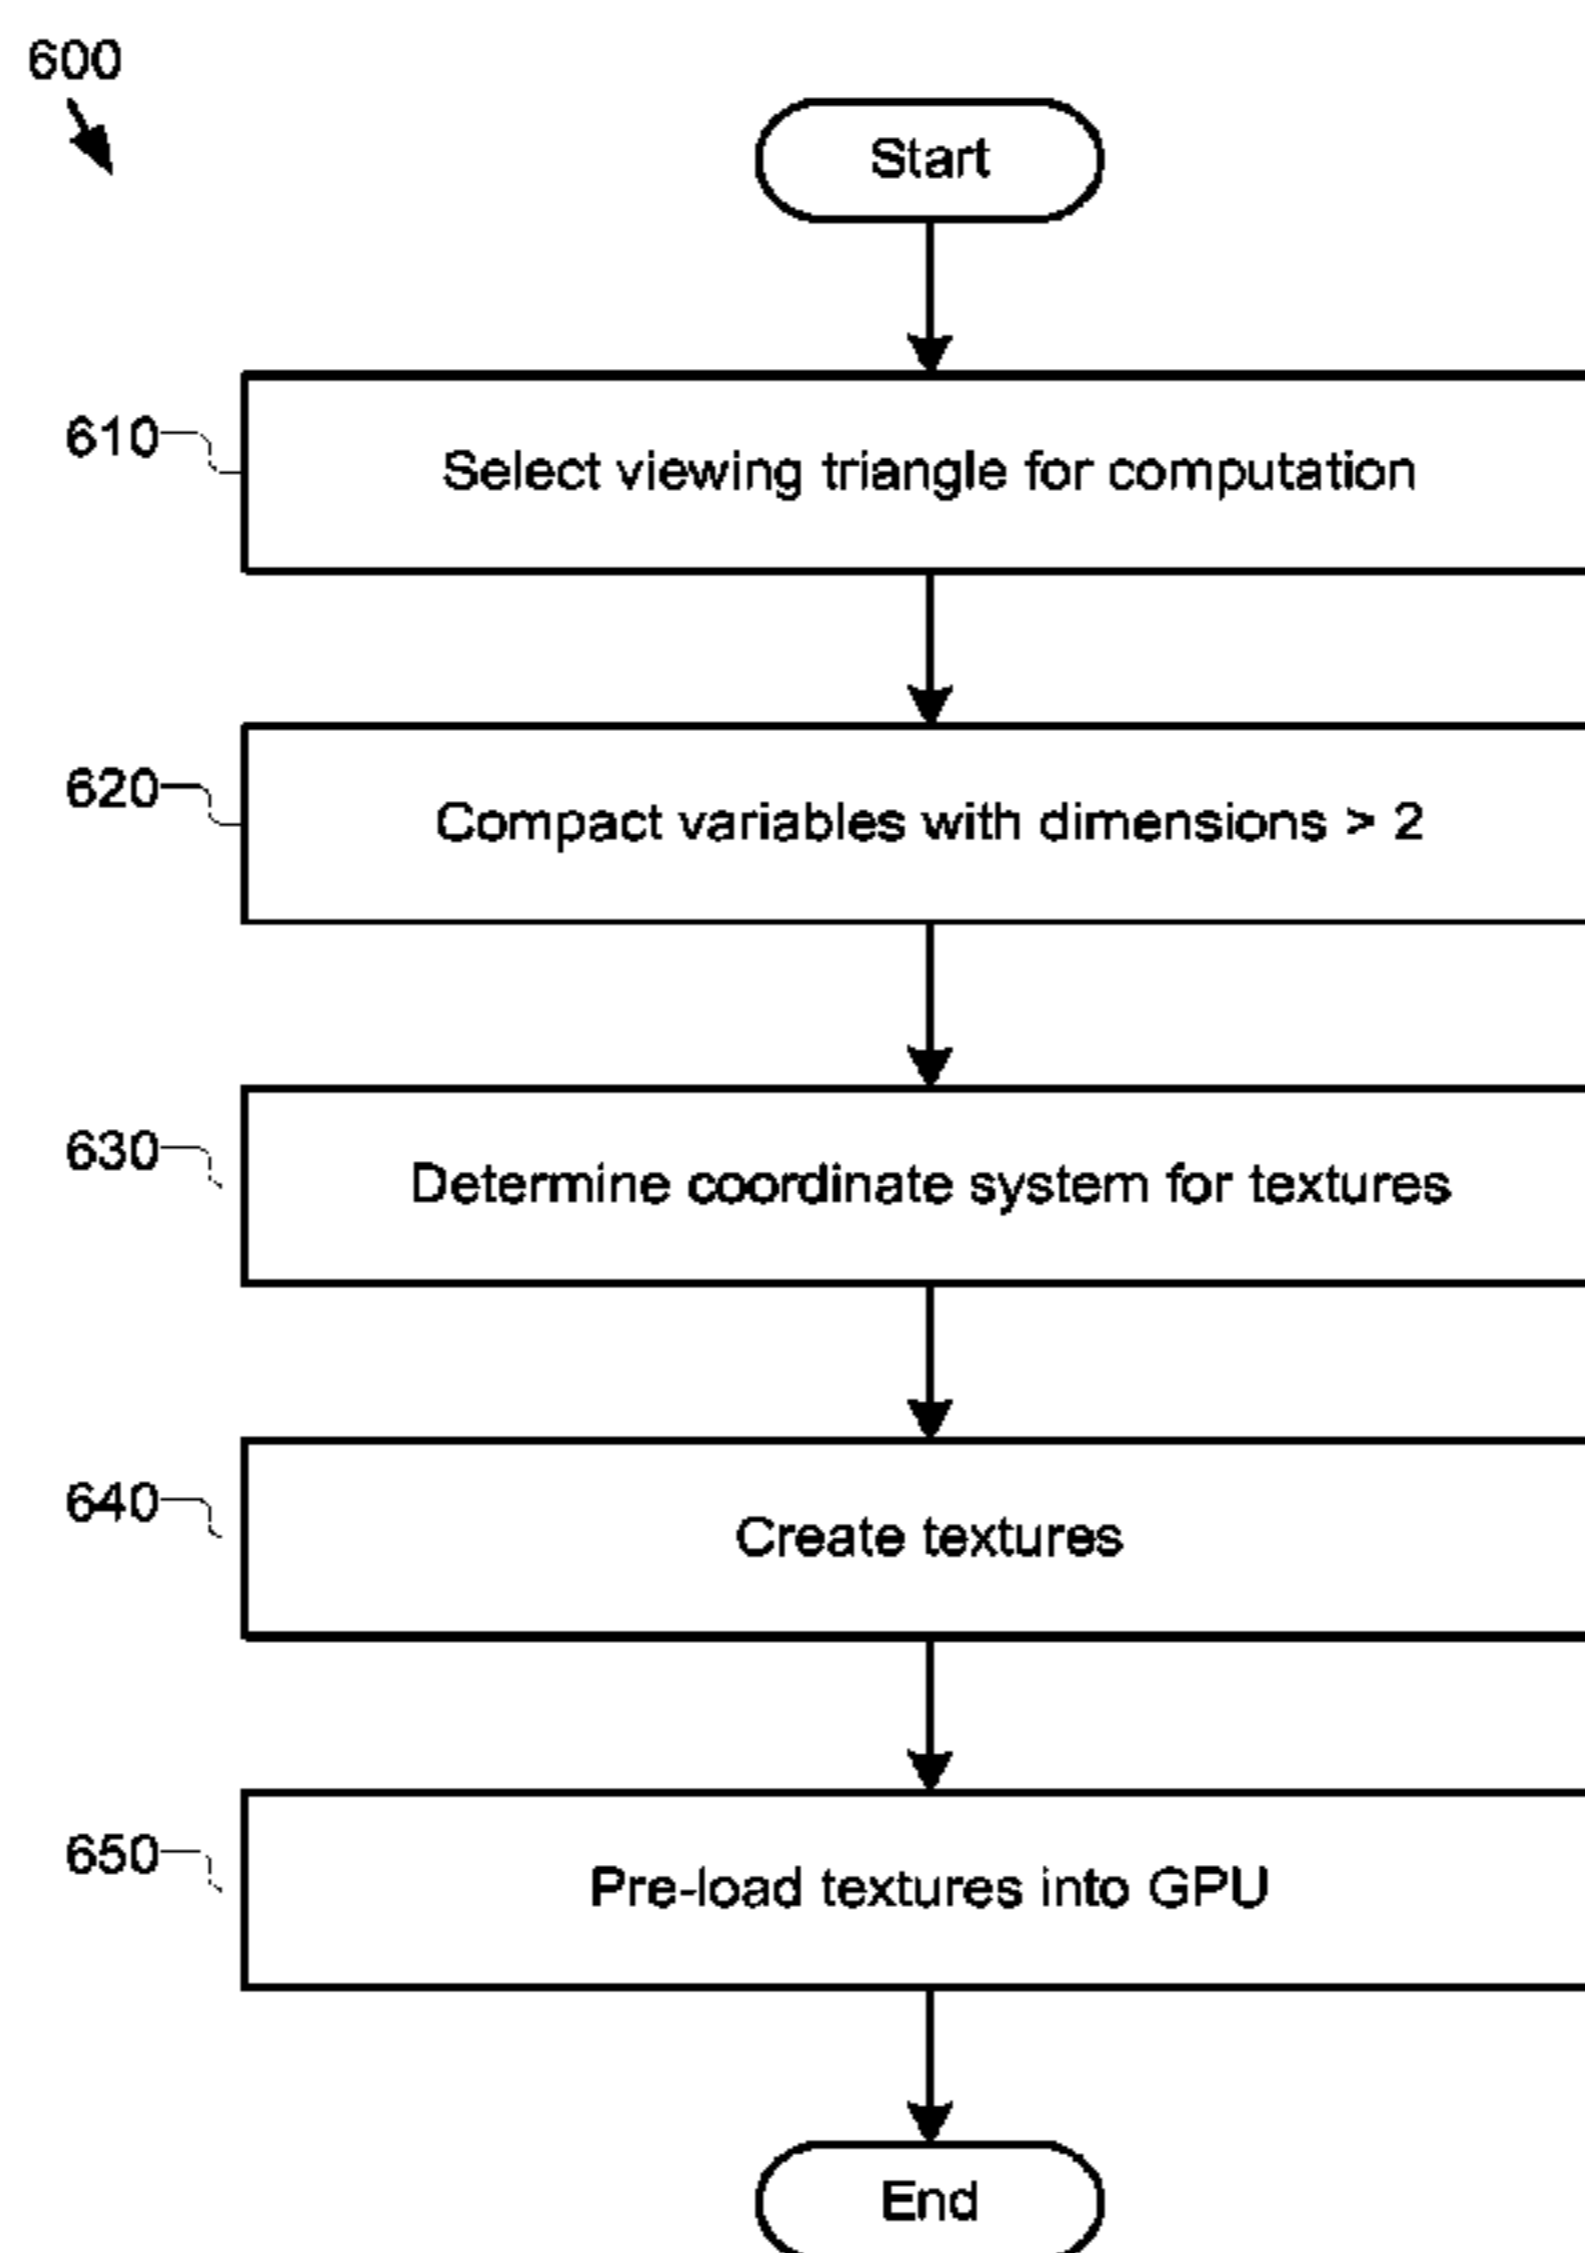 600
Start
610
Select viewing triangle for computation
620
Compact variables with dimensions > 2
630
Determine coordinate system for textures
640
Create textures
650
Pre-load textures into GPU
End